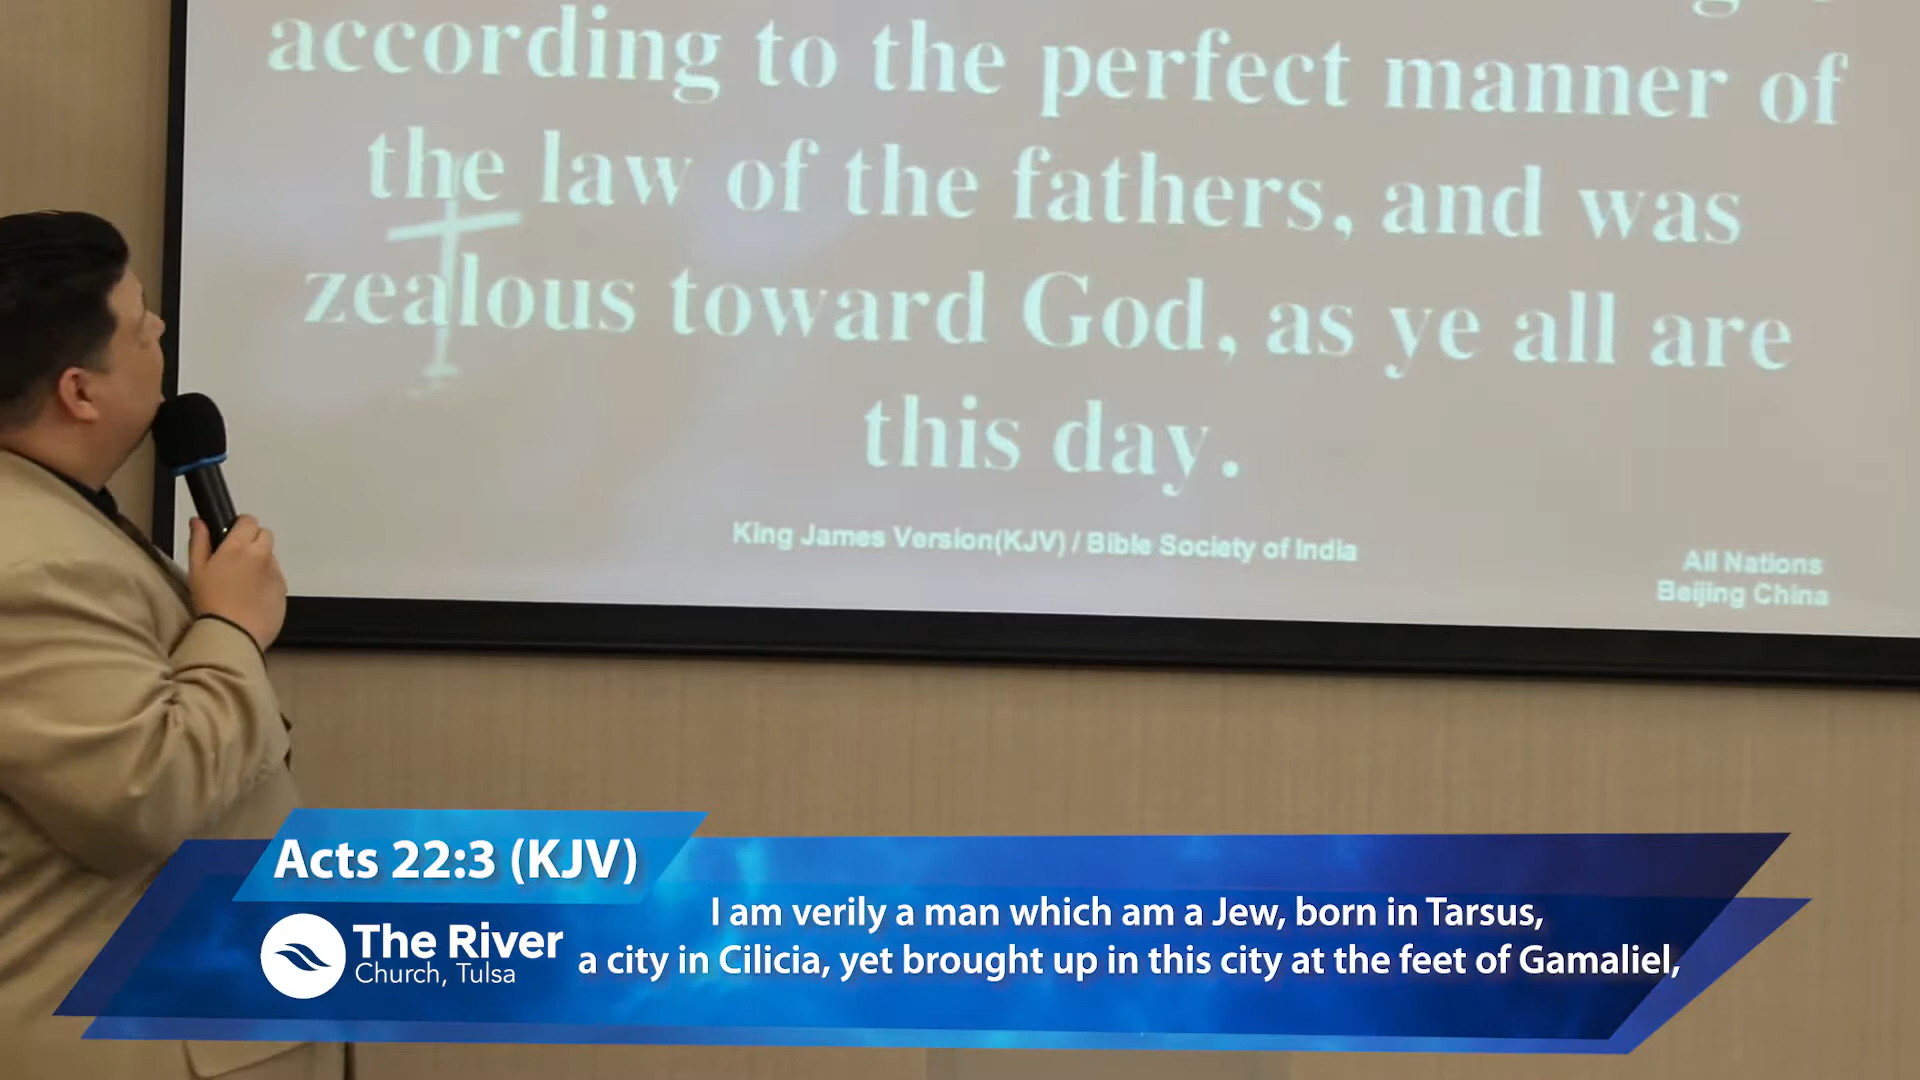 according to the perfect manner of
the law of the fathers, and was
zealous toward God, as ye all are
this day.
King James Version(KJV) / Bible Society of India
All Nations
Beijing China
Acts 22:3 (KJV)
The River
Church, Tulsa
I am verily a man which am a Jew, born in Tarsus,
a city in Cilicia, yet brought up in this city at the feet of Gamaliel,